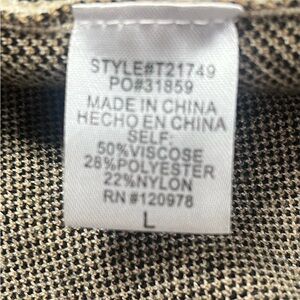 STYLE#T21749
PO#31859
MADE IN CHINA
HECHO EN CHINA
SELF:
50%VISCOSE
28%POLYESTER
22%NYLON
RN #120978
L